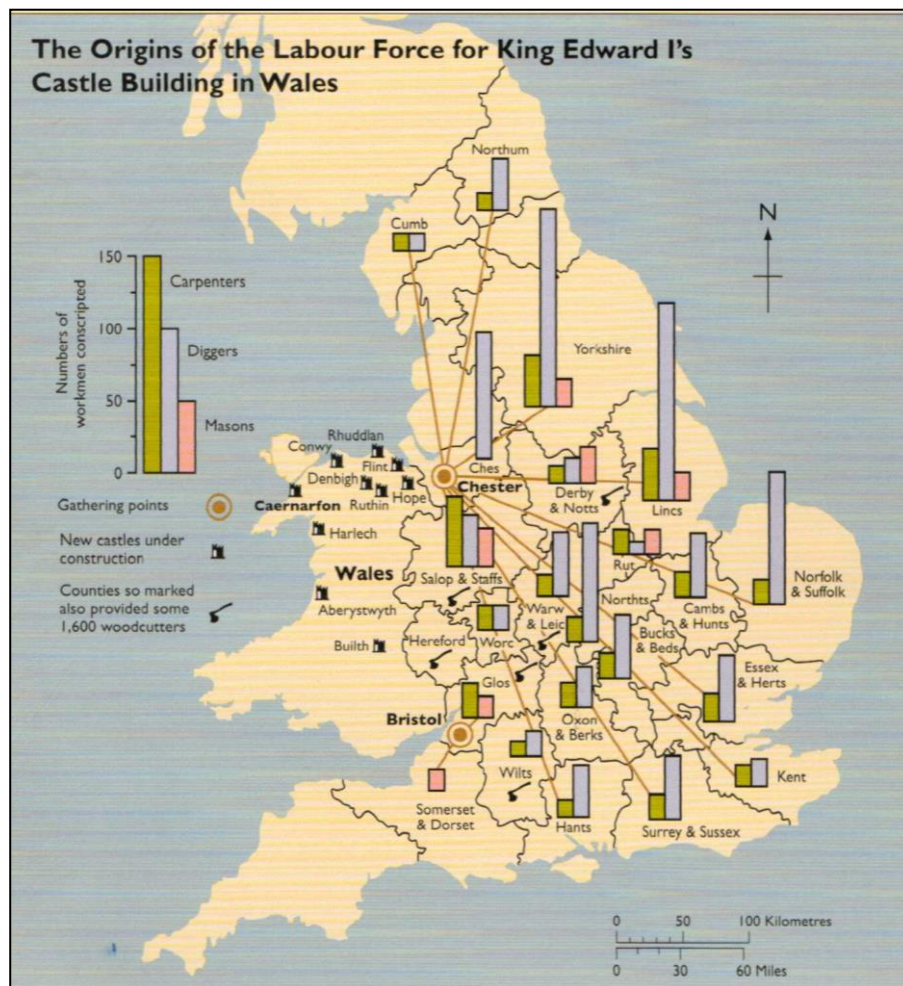 The Origins of the Labour Force for King Edward I's
Castle Building in Wales
Northum
Cumb
N
150
Carpenters
100
Diggers
50
Masons
0
Numbers of
workmen conscripted
Yorkshire
Rhuddlan
Conwy
Flint
Denbigh
Hope
Ruthin
Caernarfon
Ches
Chester
Derby
& Notts
Lincs
Gathering points
New castles under
construction
Counties so marked
also provided some
1,600 woodcutters
Harlech
Wales
Aberystwyth
Builth
Salop & Staffs
Rut
Norfolk
& Suffolk
Warw
& Leic
Northts
Cambs
& Hunts
Hereford
Worc
Bucks
& Beds
Essex
& Herts
Glos
Oxon
& Berks
Bristol
Wilts
Kent
Somerset
& Dorset
Hants
Surrey & Sussex
0 50 100 Kilometres
0 30 60 Miles